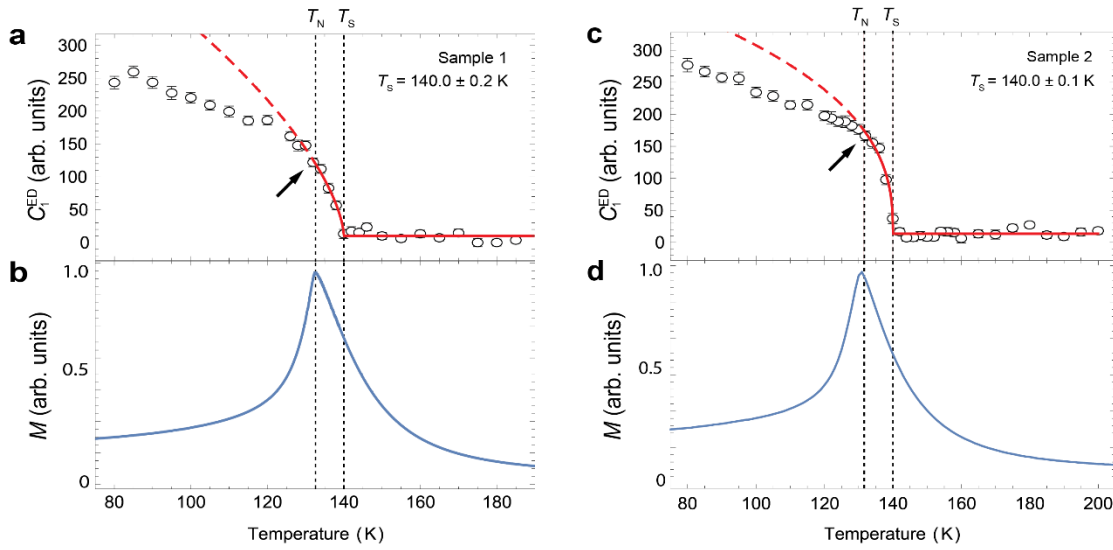 T_N T_S
a
Sample 1
T_S = 140.0 ± 0.2 K
C_1^ED (arb. units)
300
250
200
150
100
50
0
b
M (arb. units)
1.0
0.5
0
80 100 120 140 160 180
Temperature (K)
T_N T_S
c
Sample 2
T_S = 140.0 ± 0.1 K
C_1^ED (arb. units)
300
250
200
150
100
50
0
d
M (arb. units)
1.0
0.5
0
80 100 120 140 160 180 200
Temperature (K)